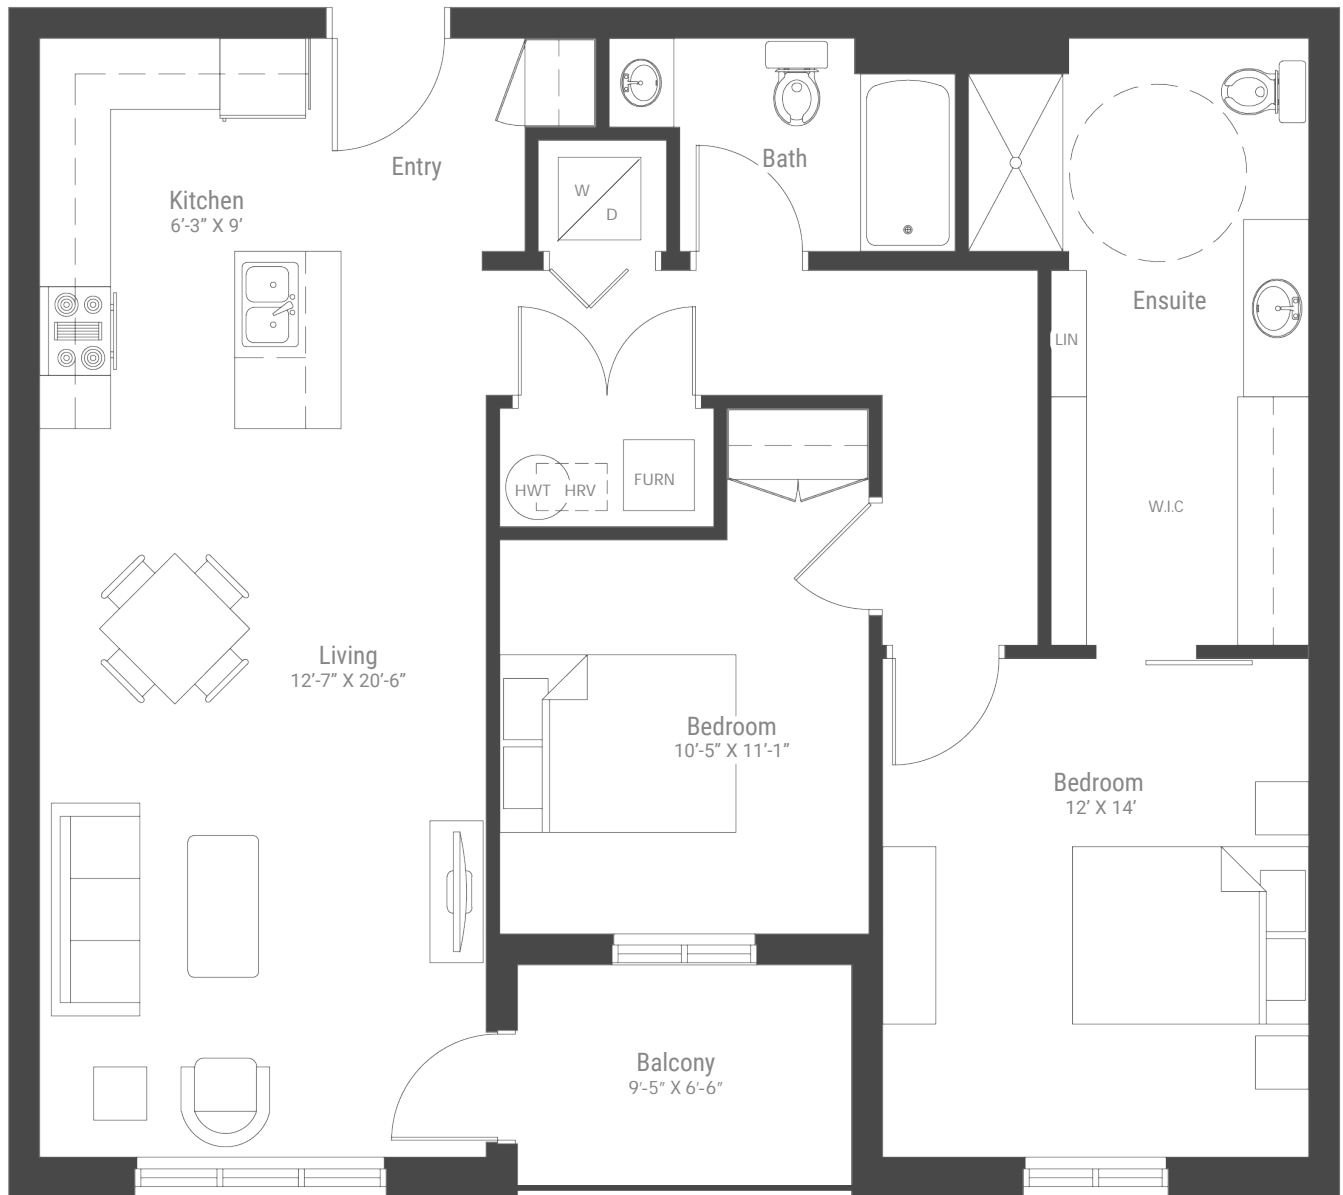 Entry
Bath
Kitchen
6’-3” X 9’
W
D
Ensuite
LIN
HWT
HRV
FURN
W.I.C
Living
12’-7” X 20’-6”
Bedroom
10’-5” X 11’-1”
Bedroom
12’ X 14’
Balcony
9’-5” X 6’-6”